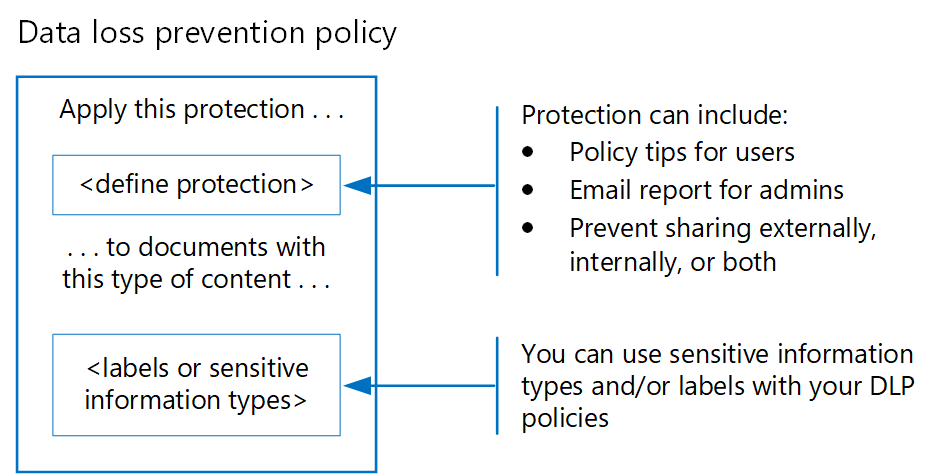 Data loss prevention policy
Apply this protection . . .
<define protection>
. . . to documents with
this type of content . . .
<labels or sensitive
information types>
Protection can include:
• Policy tips for users
• Email report for admins
• Prevent sharing externally,
internally, or both
You can use sensitive information
types and/or labels with your DLP
policies